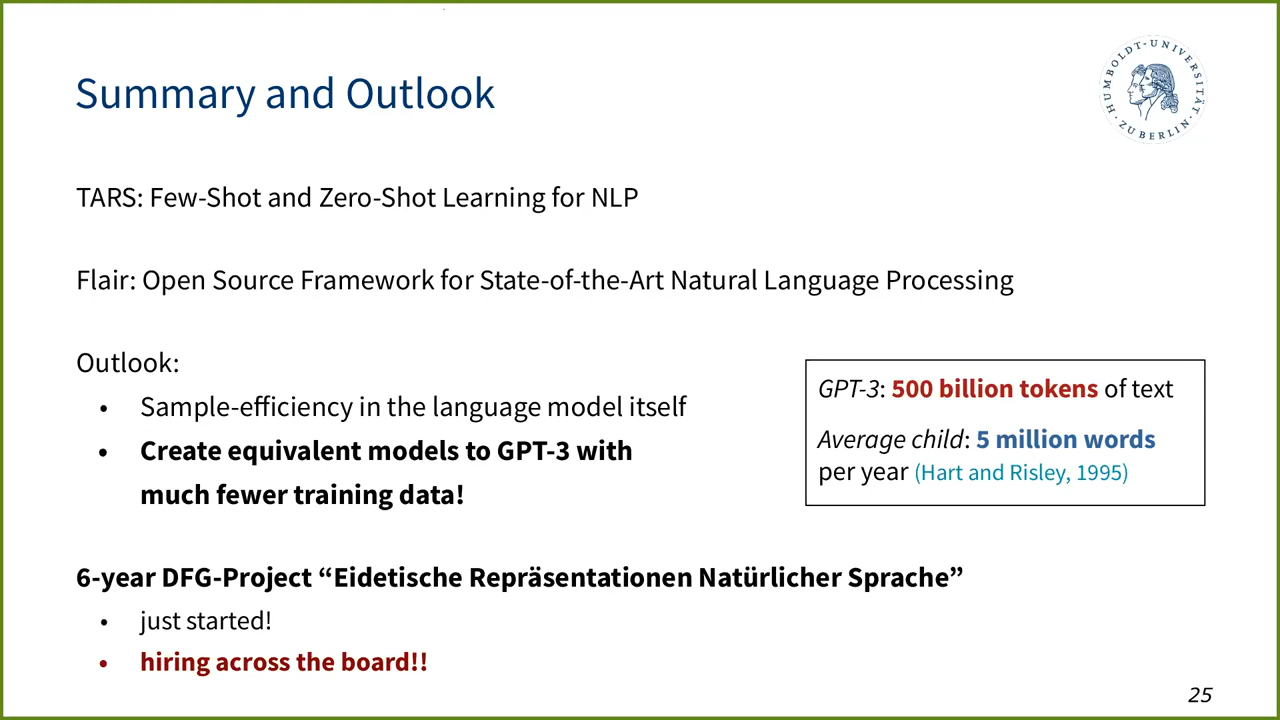 Summary and Outlook
HUMBOLDT-UNIVERSITÄT ZU BERLIN
TARS: Few-Shot and Zero-Shot Learning for NLP
Flair: Open Source Framework for State-of-the-Art Natural Language Processing
Outlook:
• Sample-efficiency in the language model itself
• Create equivalent models to GPT-3 with
much fewer training data!
GPT-3: 500 billion tokens of text
Average child: 5 million words
per year (Hart and Risley, 1995)
6-year DFG-Project “Eidetische Repräsentationen Natürlicher Sprache”
• just started!
• hiring across the board!!
25